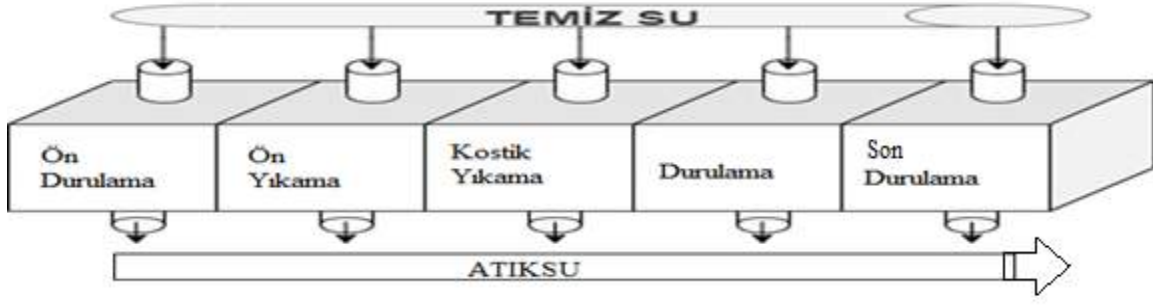 TEMİZ SU
Ön
Durulama
Ön
Yıkama
Kostik
Yıkama
Durulama
Son
Durulama
ATIKSU